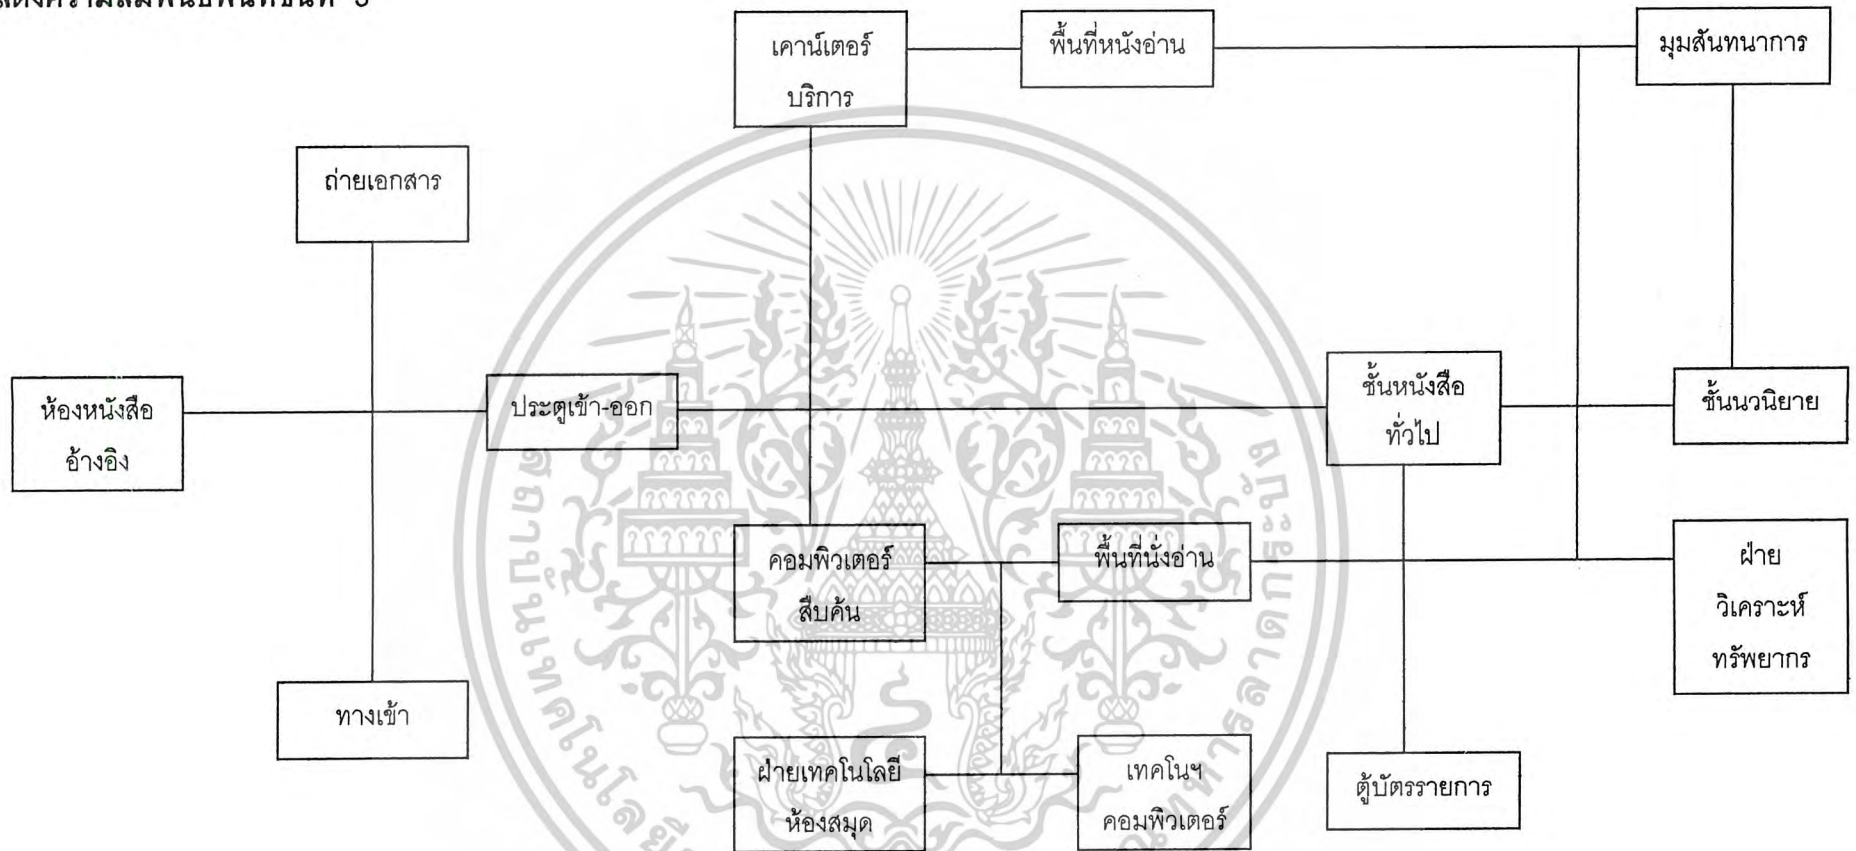 เคาน์เตอร์
บริการ
พื้นที่หนังอ่าน
มุมสันทนาการ
ถ่ายเอกสาร
ห้องหนังสือ
อ้างอิง
ประตูเข้า-ออก
ชั้นหนังสือ
ทั่วไป
ชั้นนวนิยาย
คอมพิวเตอร์
สืบค้น
พื้นที่นั่งอ่าน
ฝ่าย
วิเคราะห์
ทรัพยากร
ทางเข้า
ฝ่ายเทคโนโลยี
ห้องสมุด
เทคโนฯ
คอมพิวเตอร์
ตู้บัตรรายการ